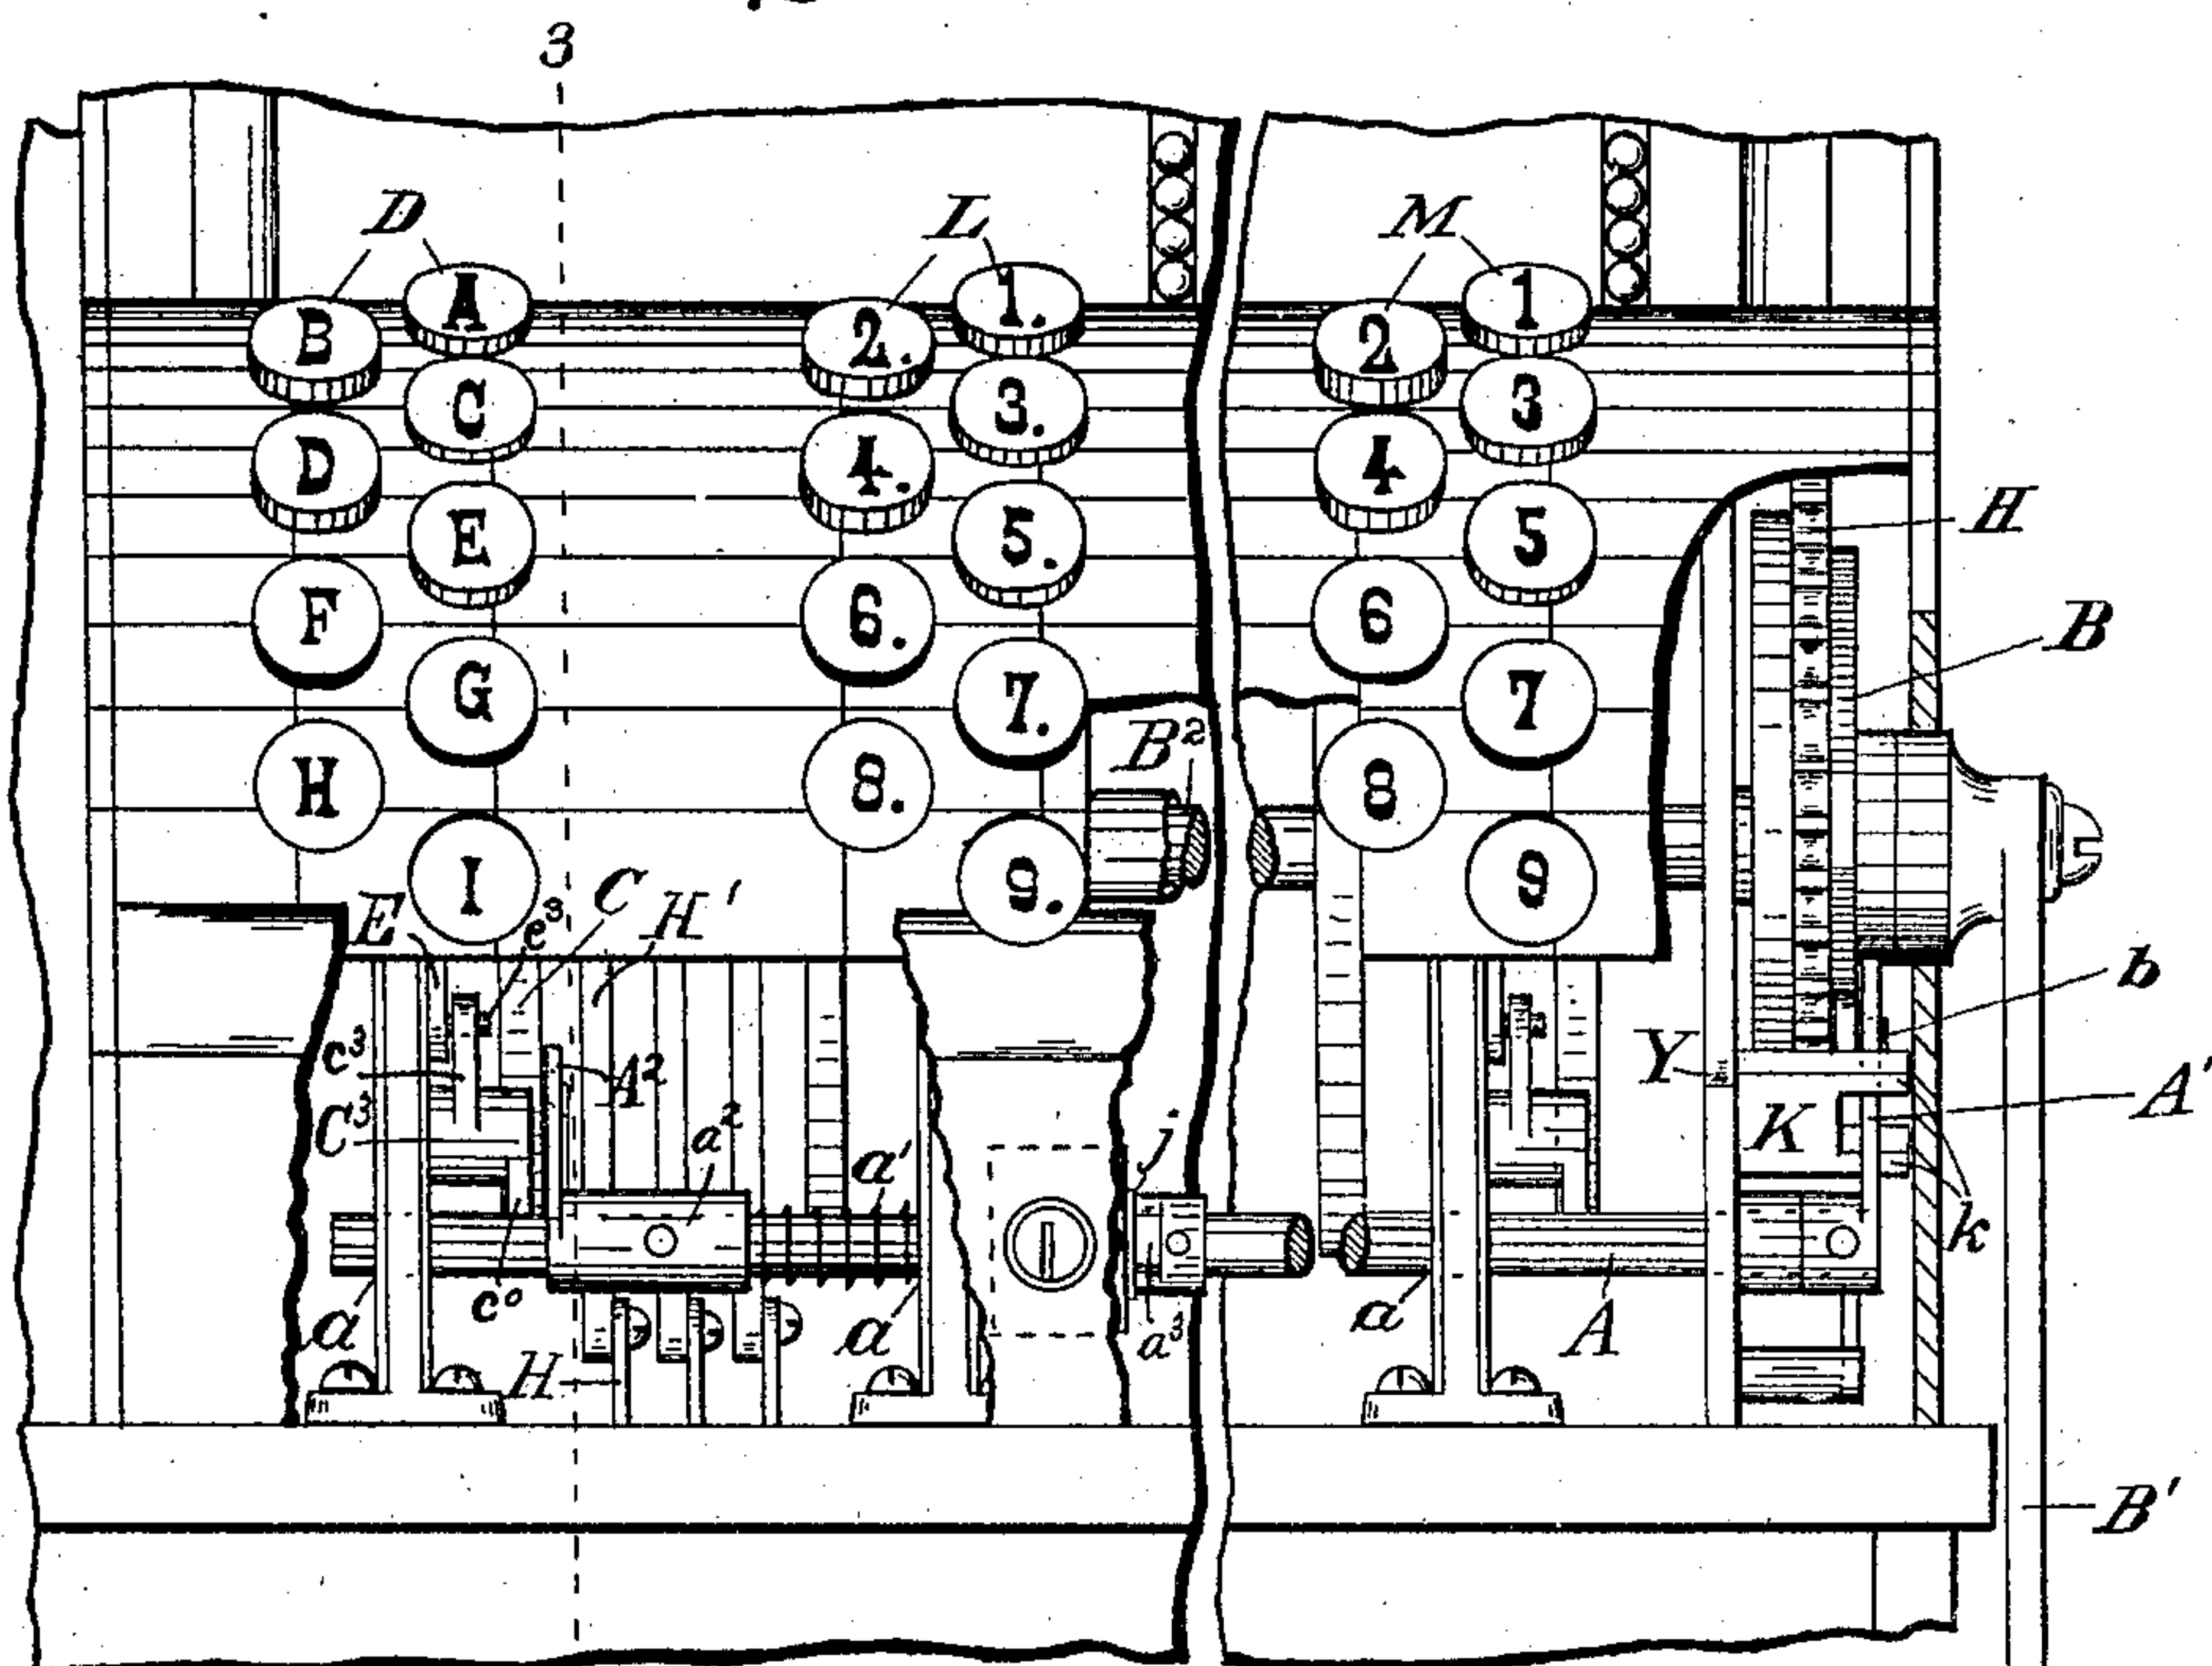 3
D L M
A 1. 1
B 2. 2
C 3. 3
D 4. 4
H
E 5. 5
B
F 6. 6
G 7. 7
B²
H 8. 8
I 9. 9
E e³ C H'
b
c³ A² Y
A'
C³ a² a' j K
k
a c⁰ a a³ a A
H
B'